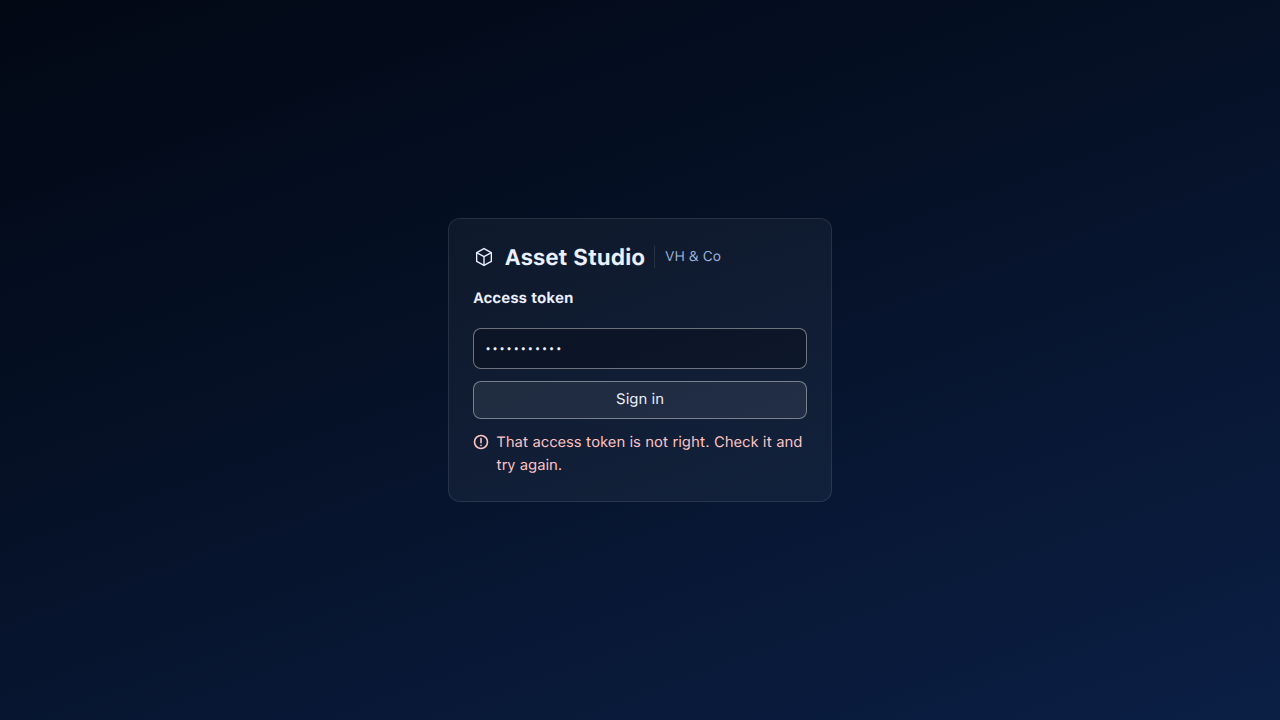 Asset Studio
VH & Co
Access token
•••••••••••
Sign in
That access token is not right. Check it and
try again.